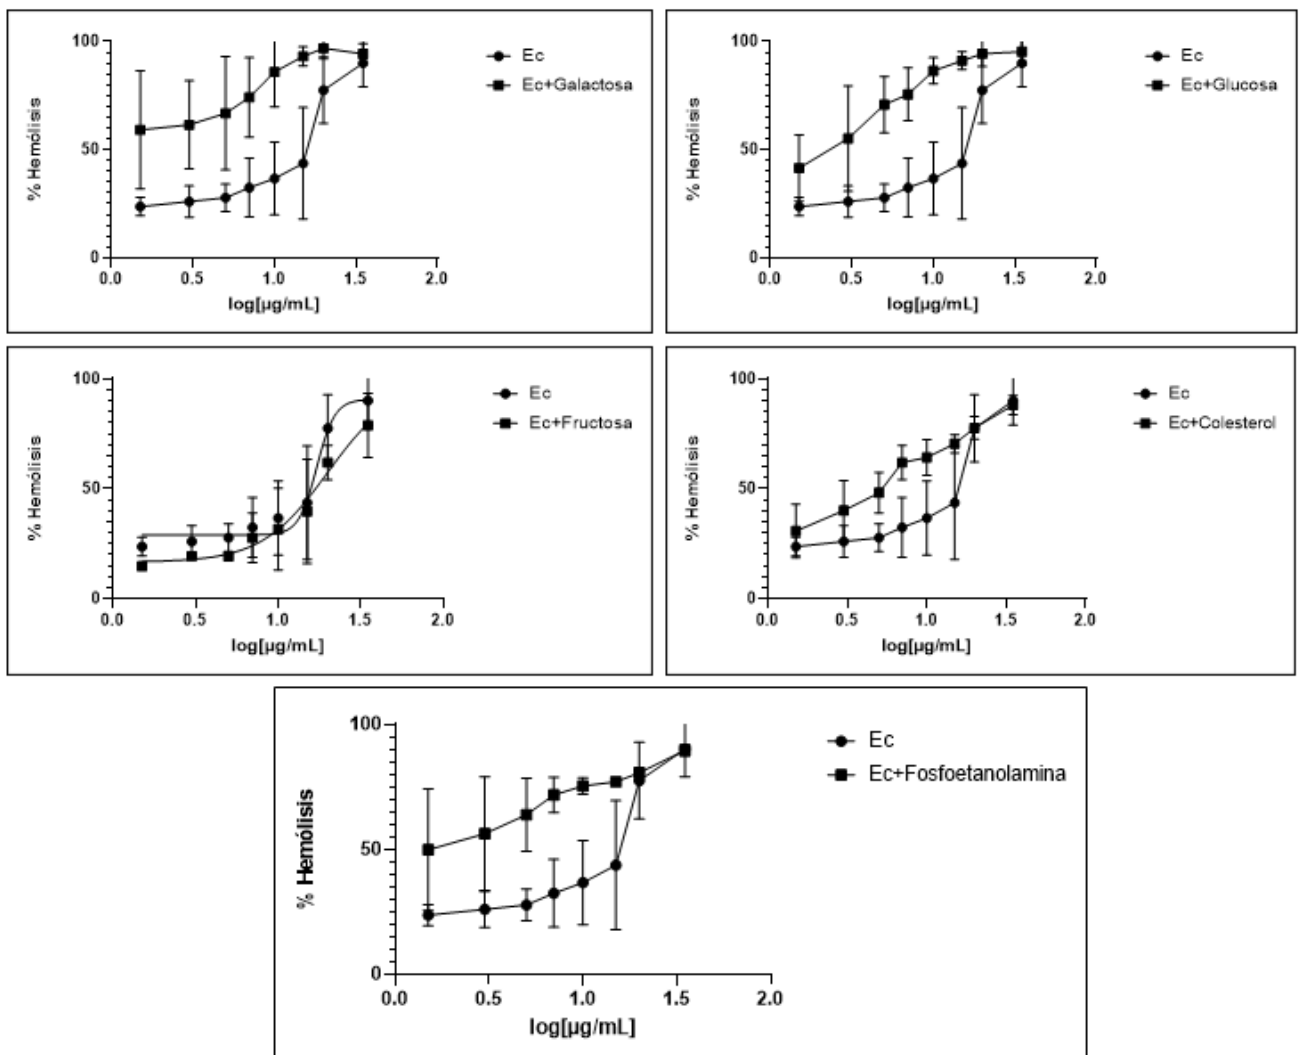 100
50
0
% Hemólisis
0.0 0.5 1.0 1.5 2.0
log[µg/mL]
Ec
Ec+Galactosa
100
50
0
% Hemólisis
0.0 0.5 1.0 1.5 2.0
log[µg/mL]
Ec
Ec+Glucosa
100
50
0
% Hemólisis
0.0 0.5 1.0 1.5 2.0
log[µg/mL]
Ec
Ec+Fructosa
100
50
0
% Hemólisis
0.0 0.5 1.0 1.5 2.0
log[µg/mL]
Ec
Ec+Colesterol
100
50
0
% Hemólisis
0.0 0.5 1.0 1.5 2.0
log[µg/mL]
Ec
Ec+Fosfoetanolamina